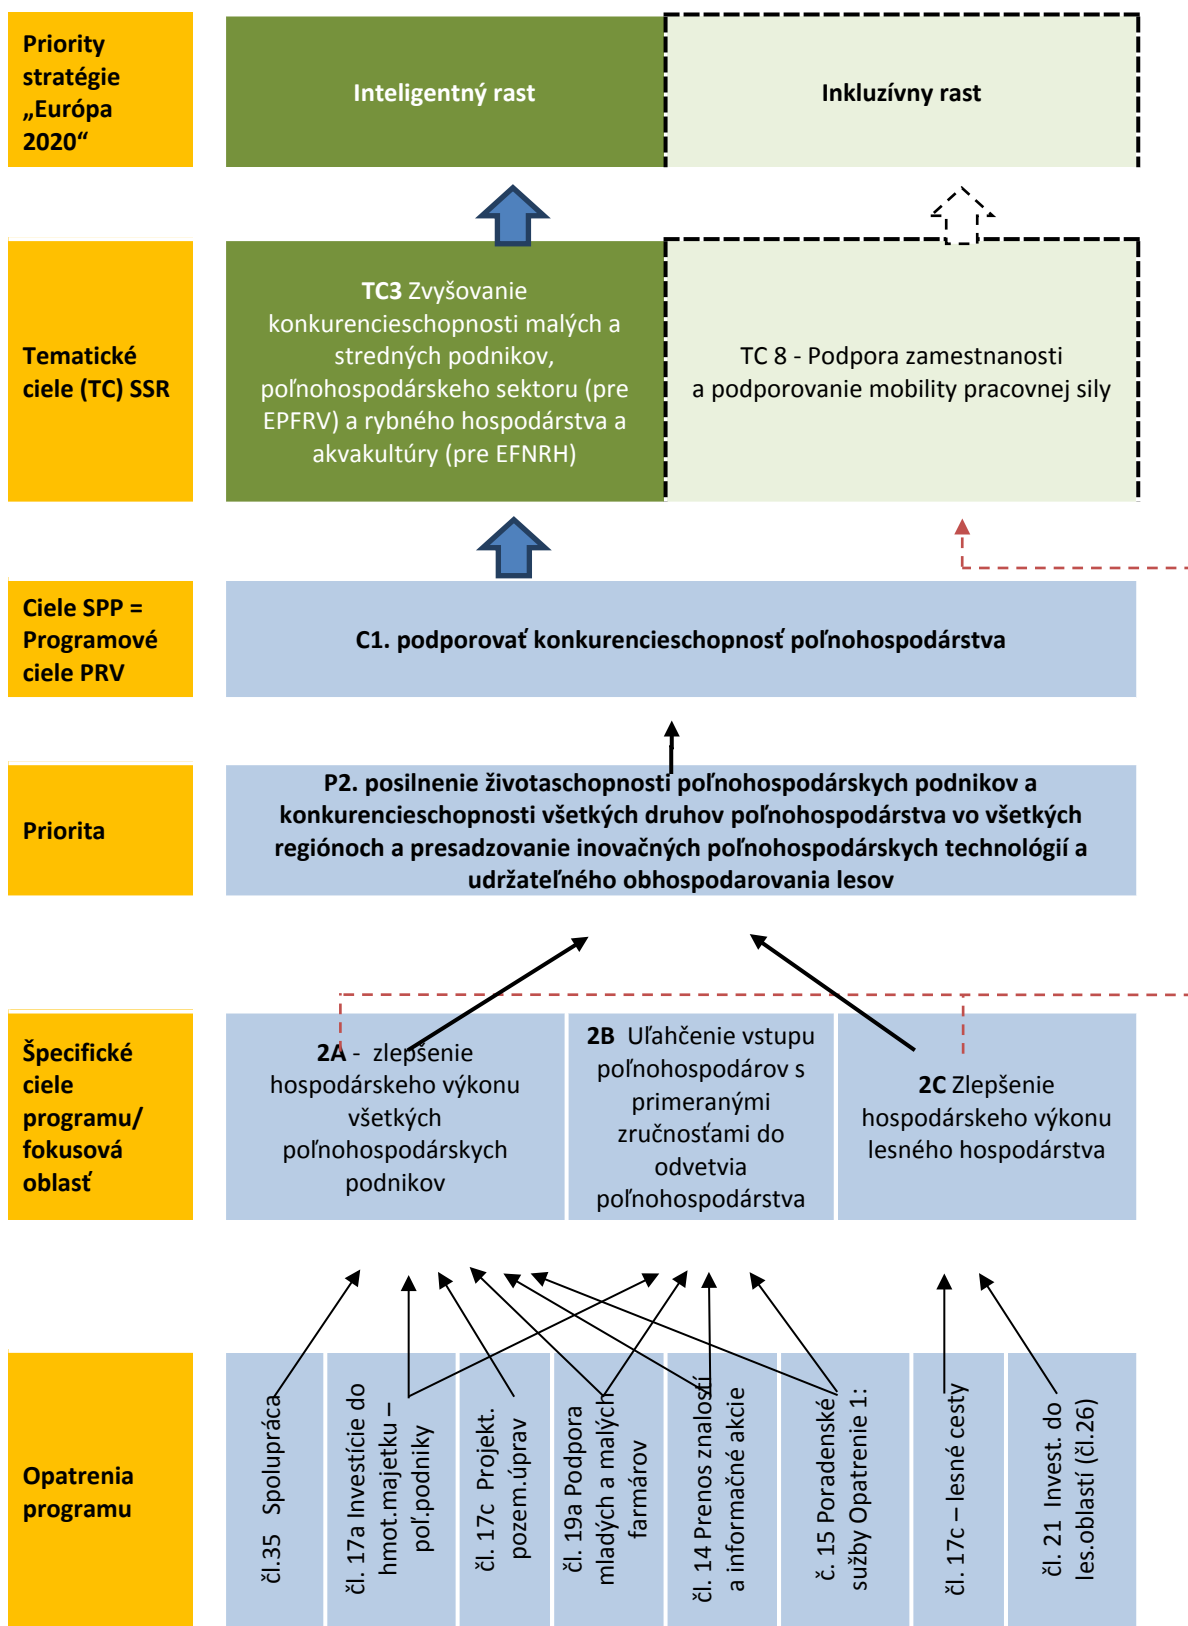 Priority
stratégie
„Európa
2020“
Inteligentný rast
Inkluzívny rast
Tematické
ciele (TC) SSR
TC3 Zvyšovanie
konkurencieschopnosti malých a
stredných podnikov,
poľnohospodárskeho sektoru (pre
EPFRV) a rybného hospodárstva a
akvakultúry (pre EFNRH)
TC 8 - Podpora zamestnanosti
a podporovanie mobility pracovnej sily
Ciele SPP =
Programové
ciele PRV
C1. podporovať konkurencieschopnosť poľnohospodárstva
Priorita
P2. posilnenie životaschopnosti poľnohospodárskych podnikov a
konkurencieschopnosti všetkých druhov poľnohospodárstva vo všetkých
regiónoch a presadzovanie inovačných poľnohospodárskych technológií a
udržateľného obhospodarovania lesov
Špecifické
ciele
programu/
fokusová
oblasť
2A - zlepšenie
hospodárskeho výkonu
všetkých
poľnohospodárskych
podnikov
2B Uľahčenie vstupu
poľnohospodárov s
primeranými
zručnosťami do
odvetvia
poľnohospodárstva
2C Zlepšenie
hospodárskeho výkonu
lesného hospodárstva
Opatrenia
programu
čl.35 Spolupráca
čl. 17a Investície do
hmot.majetku –
poľ.podniky
čl. 17c Projekt.
pozem.úprav
čl. 19a Podpora
mladých a malých
farmárov
čl. 14 Prenos znalostí
a informačné akcie
č. 15 Poradenské
sužby Opatrenie 1:
čl. 17c – lesné cesty
čl. 21 Invest. do
les.oblastí (čl.26)